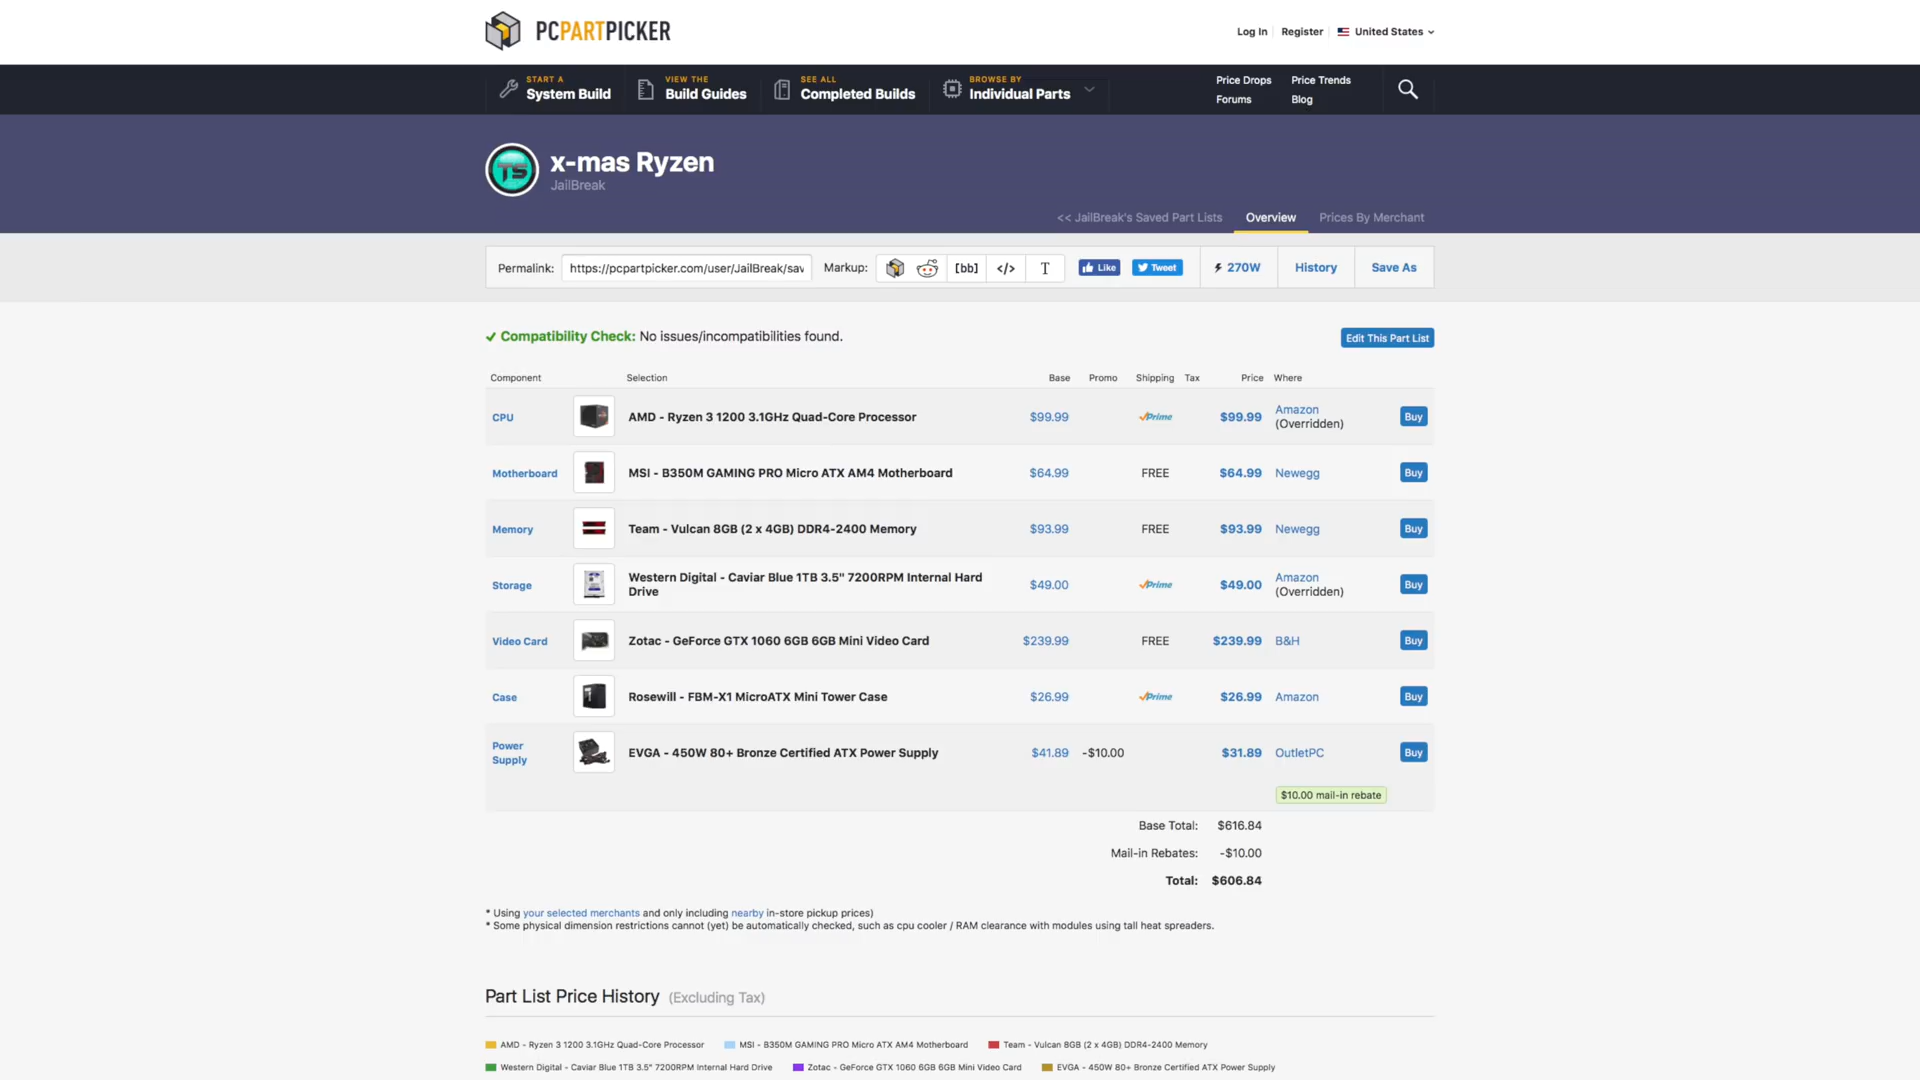 PCPARTPICKER
Log In Register United States
START A
System Build
VIEW THE
Build Guides
SEE ALL
Completed Builds
BROWSE BY
Individual Parts
Price Drops Price Trends
Forums Blog
TS
x-mas Ryzen
JailBreak
<< JailBreak's Saved Part Lists Overview Prices By Merchant
Permalink: https://pcpartpicker.com/user/JailBreak/sav Markup: [bb] </> T Like Tweet 270W History Save As
Compatibility Check: No issues/incompatibilities found. Edit This Part List
Component Selection Base Promo Shipping Tax Price Where
CPU AMD - Ryzen 3 1200 3.1GHz Quad-Core Processor $99.99 Prime $99.99 Amazon (Overridden) Buy
Motherboard MSI - B350M GAMING PRO Micro ATX AM4 Motherboard $64.99 FREE $64.99 Newegg Buy
Memory Team - Vulcan 8GB (2 x 4GB) DDR4-2400 Memory $93.99 FREE $93.99 Newegg Buy
Storage Western Digital - Caviar Blue 1TB 3.5" 7200RPM Internal Hard Drive $49.00 Prime $49.00 Amazon (Overridden) Buy
Video Card Zotac - GeForce GTX 1060 6GB 6GB Mini Video Card $239.99 FREE $239.99 B&H Buy
Case Rosewill - FBM-X1 MicroATX Mini Tower Case $26.99 Prime $26.99 Amazon Buy
Power Supply EVGA - 450W 80+ Bronze Certified ATX Power Supply $41.89 -$10.00 $31.89 OutletPC Buy
$10.00 mail-in rebate
Base Total: $616.84
Mail-in Rebates: -$10.00
Total: $606.84
* Using your selected merchants and only including nearby in-store pickup prices)
* Some physical dimension restrictions cannot (yet) be automatically checked, such as cpu cooler / RAM clearance with modules using tall heat spreaders.
Part List Price History (Excluding Tax)
AMD - Ryzen 3 1200 3.1GHz Quad-Core Processor MSI - B350M GAMING PRO Micro ATX AM4 Motherboard Team - Vulcan 8GB (2 x 4GB) DDR4-2400 Memory
Western Digital - Caviar Blue 1TB 3.5" 7200RPM Internal Hard Drive Zotac - GeForce GTX 1060 6GB 6GB Mini Video Card EVGA - 450W 80+ Bronze Certified ATX Power Supply